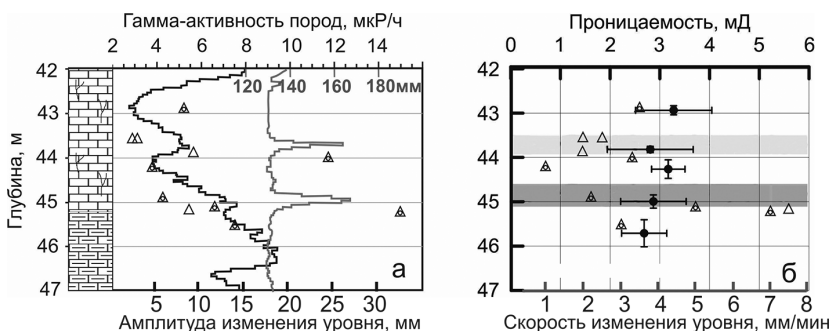 Гамма-активность пород, мкР/ч
2 4 6 8 10 12 14
Проницаемость, мД
0 1 2 3 4 5 6
Глубина, м
42
43
44
45
46
47
120 140 160 180мм
а
5 10 15 20 25 30
Амплитуда изменения уровня, мм
42
43
44
45
46
47
б
1 2 3 4 5 6 7 8
Скорость изменения уровня, мм/мин